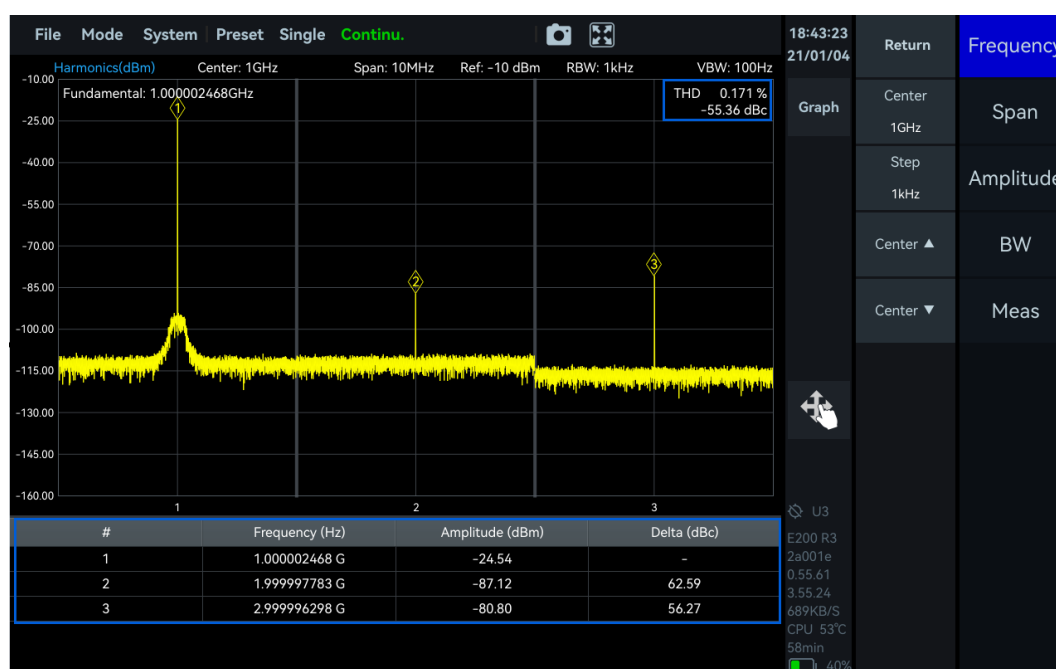 File Mode System Preset Single Continu.
18:43:23
21/01/04
Harmonics(dBm) Center: 1GHz Span: 10MHz Ref: -10 dBm RBW: 1kHz VBW: 100Hz
Fundamental: 1.000002468GHz
THD 0.171 %
-55.36 dBc
-10.00
-25.00
-40.00
-55.00
-70.00
-85.00
-100.00
-115.00
-130.00
-145.00
-160.00
1
2
3
1 2 3
# Frequency (Hz) Amplitude (dBm) Delta (dBc)
1 1.000002468 G -24.54 -
2 1.999997783 G -87.12 62.59
3 2.999996298 G -80.80 56.27
Graph
U3
E200 R3
2a001e
0.55.61
3.55.24
689KB/S
CPU 53℃
58min
40%
Return
Center
1GHz
Step
1kHz
Center ▲
Center ▼
Frequency
Span
Amplitude
BW
Meas